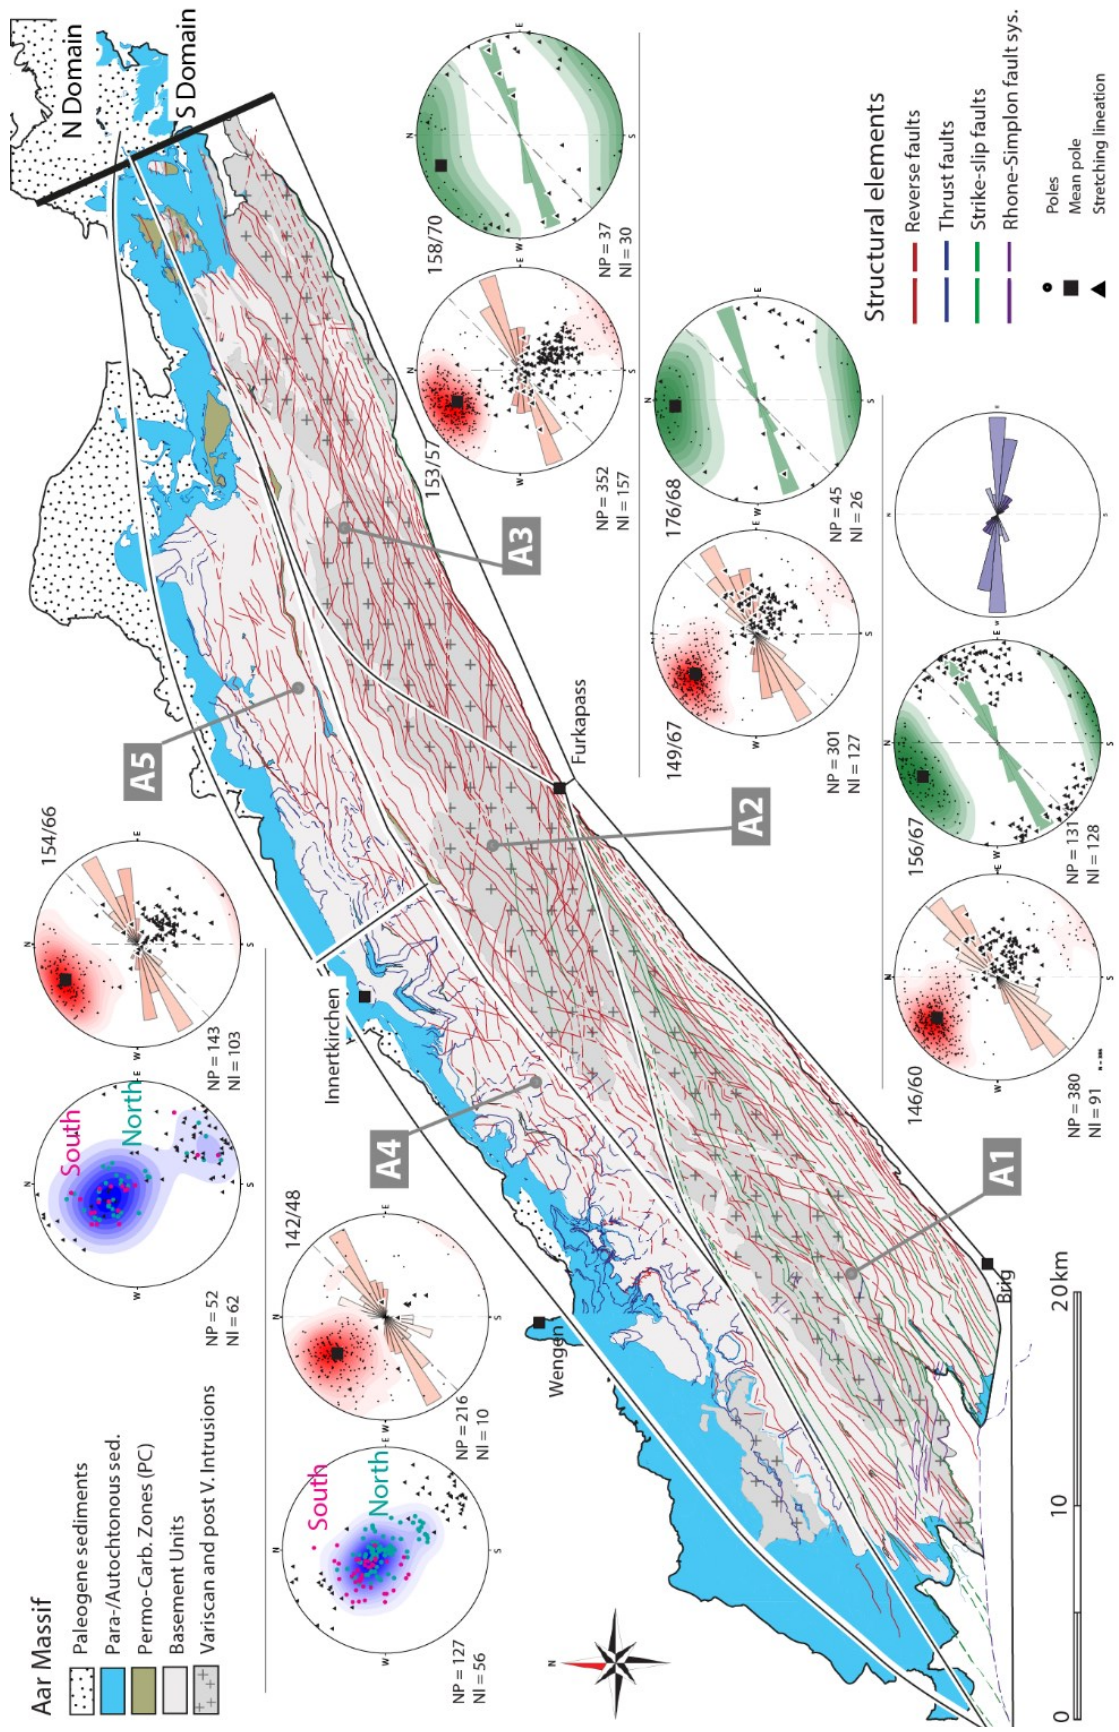 Aar Massif
Paleogene sediments
Para-/Autochtonous sed.
Permo-Carb. Zones (PC)
Basement Units
Variscan and post V. Intrusions
N Domain
S Domain
A5
A4
A3
A2
A1
Innertkirchen
Wengen
Furkapass
Brig
South
North
NP = 127
NI = 56
142/48
NP = 216
NI = 10
South
North
NP = 52
NI = 62
154/66
NP = 143
NI = 103
153/57
NP = 352
NI = 157
158/70
NP = 37
NI = 30
149/67
NP = 301
NI = 127
176/68
NP = 45
NI = 26
146/60
NP = 380
NI = 91
156/67
NP = 131
NI = 128
Structural elements
Reverse faults
Thrust faults
Strike-slip faults
Rhone-Simplon fault sys.
Poles
Mean pole
Stretching lineation
0
10
20 km
N